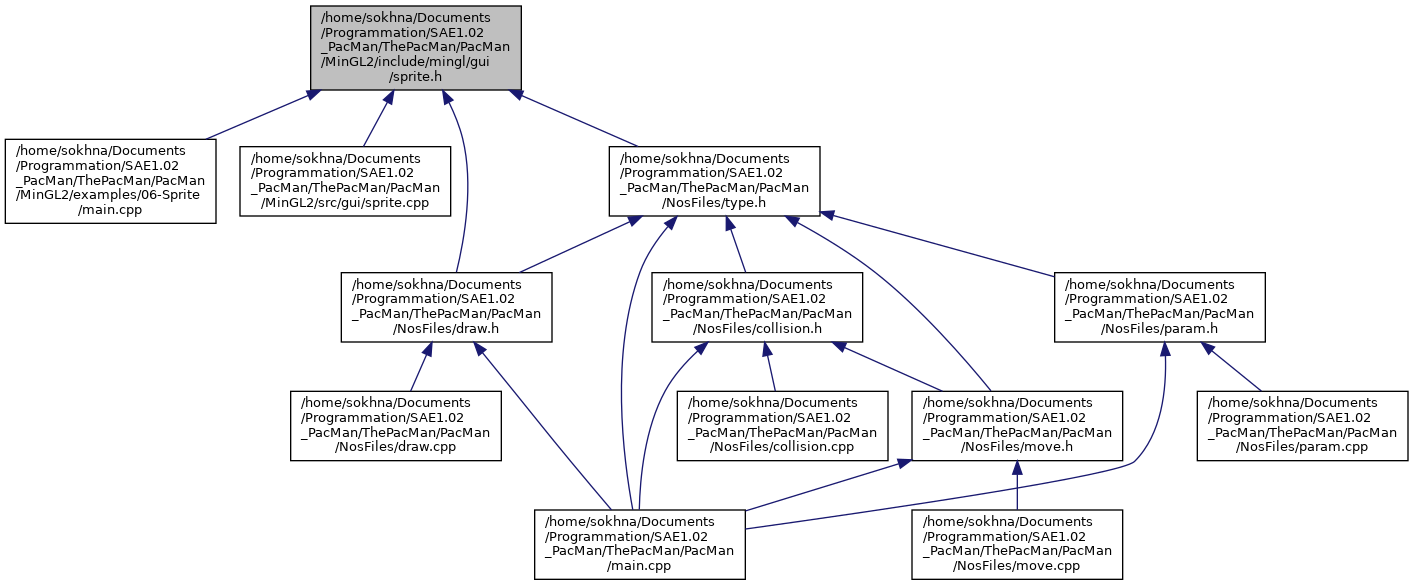 /home/sokhna/Documents
/Programmation/SAE1.02
_PacMan/ThePacMan/PacMan
/MinGL2/include/mingl/gui
/sprite.h
/home/sokhna/Documents
/Programmation/SAE1.02
_PacMan/ThePacMan/PacMan
/MinGL2/examples/06-Sprite
/main.cpp
/home/sokhna/Documents
/Programmation/SAE1.02
_PacMan/ThePacMan/PacMan
/MinGL2/src/gui/sprite.cpp
/home/sokhna/Documents
/Programmation/SAE1.02
_PacMan/ThePacMan/PacMan
/NosFiles/type.h
/home/sokhna/Documents
/Programmation/SAE1.02
_PacMan/ThePacMan/PacMan
/NosFiles/draw.h
/home/sokhna/Documents
/Programmation/SAE1.02
_PacMan/ThePacMan/PacMan
/NosFiles/collision.h
/home/sokhna/Documents
/Programmation/SAE1.02
_PacMan/ThePacMan/PacMan
/NosFiles/param.h
/home/sokhna/Documents
/Programmation/SAE1.02
_PacMan/ThePacMan/PacMan
/NosFiles/draw.cpp
/home/sokhna/Documents
/Programmation/SAE1.02
_PacMan/ThePacMan/PacMan
/NosFiles/collision.cpp
/home/sokhna/Documents
/Programmation/SAE1.02
_PacMan/ThePacMan/PacMan
/NosFiles/move.h
/home/sokhna/Documents
/Programmation/SAE1.02
_PacMan/ThePacMan/PacMan
/NosFiles/param.cpp
/home/sokhna/Documents
/Programmation/SAE1.02
_PacMan/ThePacMan/PacMan
/main.cpp
/home/sokhna/Documents
/Programmation/SAE1.02
_PacMan/ThePacMan/PacMan
/NosFiles/move.cpp